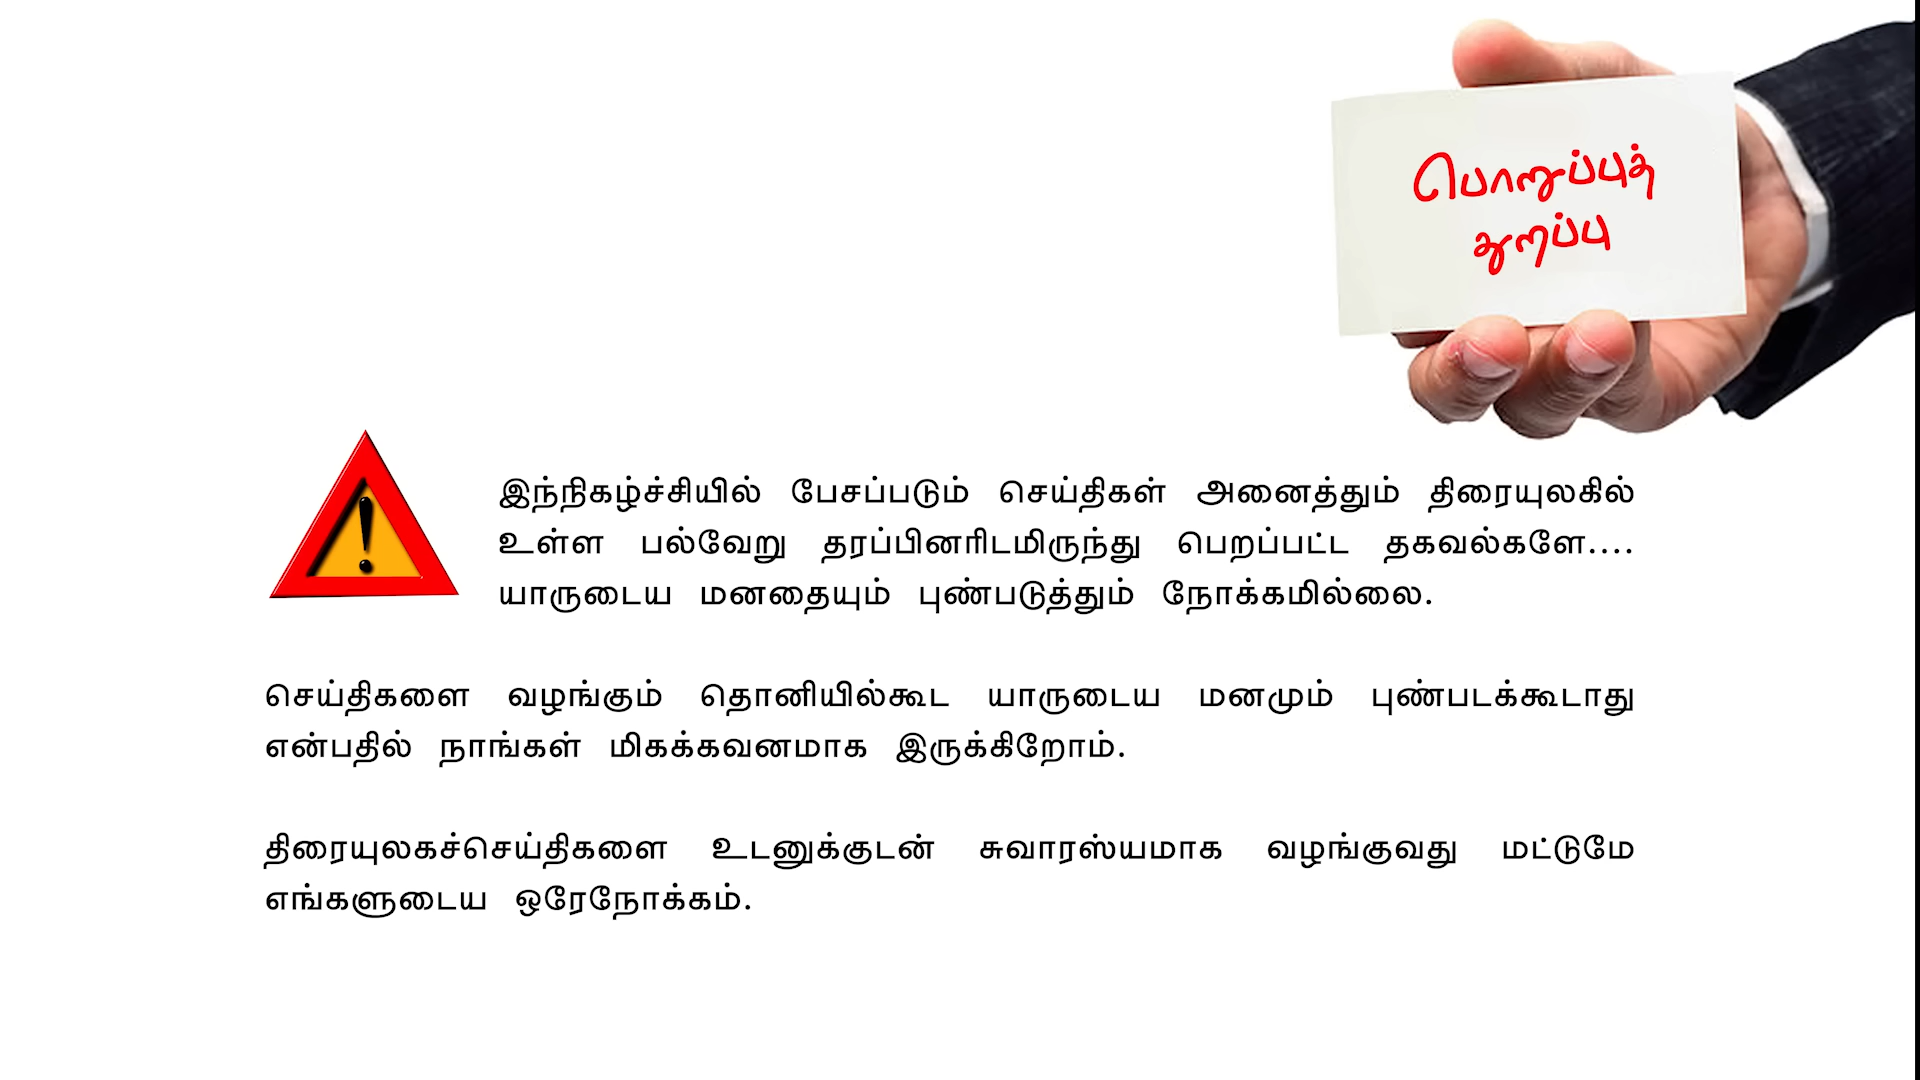 பொறுப்புத்
துறப்பு
இந்நிகழ்ச்சியில் பேசப்படும் செய்திகள் அனைத்தும் திரையுலகில்
உள்ள பல்வேறு தரப்பினரிடமிருந்து பெறப்பட்ட தகவல்களே....
யாருடைய மனதையும் புண்படுத்தும் நோக்கமில்லை.
செய்திகளை வழங்கும் தொனியில்கூட யாருடைய மனமும் புண்படக்கூடாது
என்பதில் நாங்கள் மிகக்கவனமாக இருக்கிறோம்.
திரையுலகச்செய்திகளை உடனுக்குடன் சுவாரஸ்யமாக வழங்குவது மட்டுமே
எங்களுடைய ஒரேநோக்கம்.